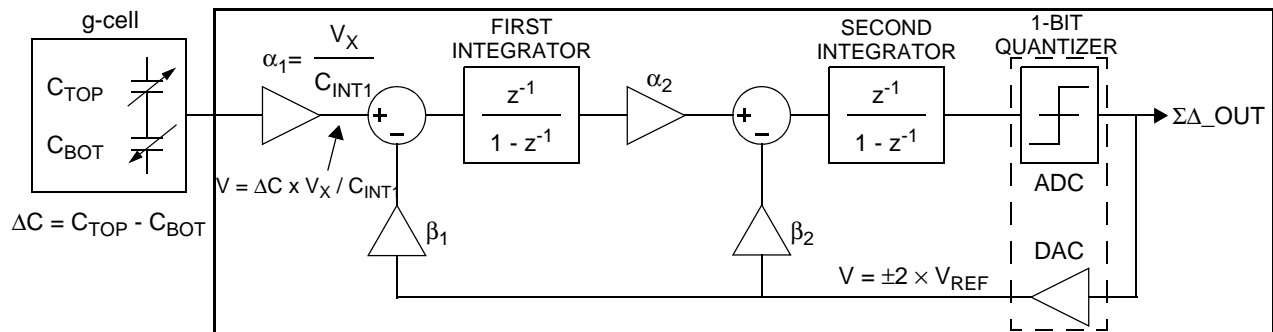 g-cell
C_TOP
C_BOT
ΔC = C_TOP - C_BOT
α₁= V_X / C_INT1
V = ΔC x V_X / C_INT1
FIRST
INTEGRATOR
z⁻¹
1 - z⁻¹
α₂
β₁
SECOND
INTEGRATOR
z⁻¹
1 - z⁻¹
β₂
1-BIT
QUANTIZER
ADC
DAC
V = ±2 × V_REF
ΣΔ_OUT
+
-
+
-